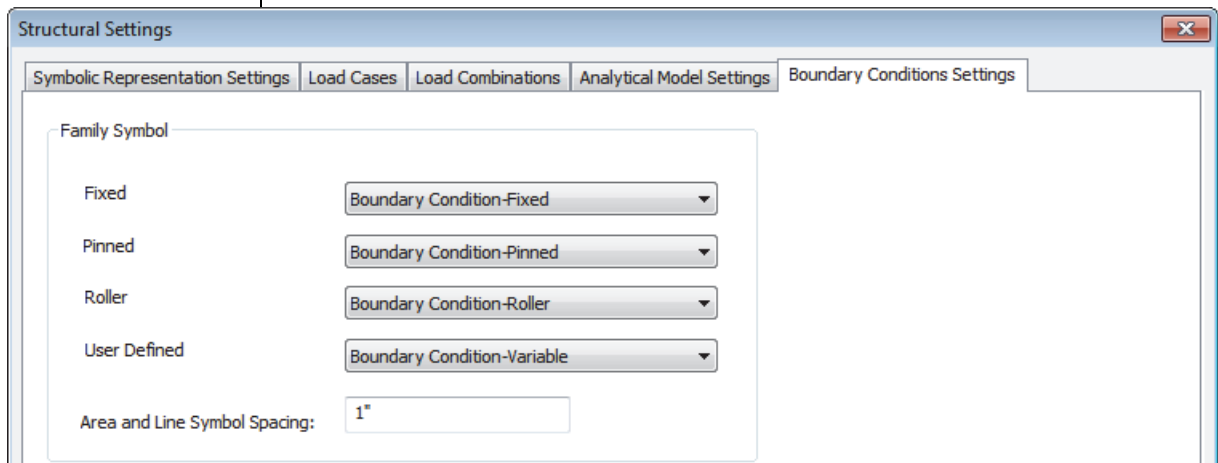 Structural Settings
Symbolic Representation Settings Load Cases Load Combinations Analytical Model Settings Boundary Conditions Settings
Family Symbol
Fixed Boundary Condition-Fixed
Pinned Boundary Condition-Pinned
Roller Boundary Condition-Roller
User Defined Boundary Condition-Variable
Area and Line Symbol Spacing: 1"